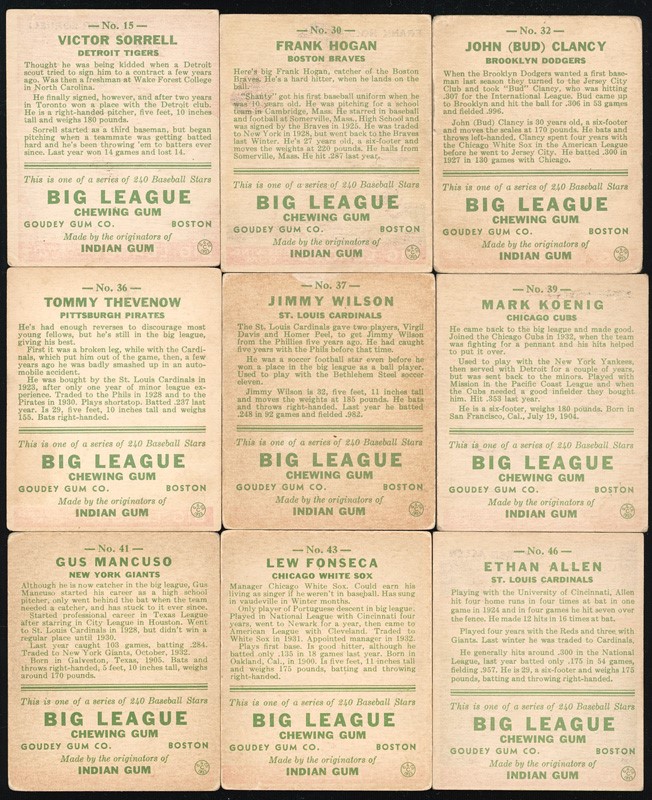 — No. 15 —
VICTOR SORRELL
DETROIT TIGERS
Thought he was being kidded when a Detroit
scout tried to sign him to a contract a few years
ago. Was then a freshman at Wake Forest College
in North Carolina.
He finally signed, however, and after two years
in Toronto won a place with the Detroit club.
He is a right-handed pitcher, five feet, 10 inches
tall and weighs 180 pounds.
Sorrell started as a third baseman, but began
pitching when a teammate was getting batted
hard and he's been throwing 'em to batters ever
since. Last year won 14 games and lost 14.
This is one of a series of 240 Baseball Stars
BIG LEAGUE
CHEWING GUM
GOUDEY GUM CO. BOSTON
Made by the originators of
INDIAN GUM
— No. 30 —
FRANK HOGAN
BOSTON BRAVES
Here's big Frank Hogan, catcher of the Boston
Braves. He's a hard hitter, when he lands on the
ball.
"Shanty" got his first baseball uniform when he
was 10 years old. He was pitching for a school
team in Cambridge, Mass. He starred in baseball
and football at Somerville, Mass., High School and
was signed by the Braves in 1925. He was traded
to New York in 1928, but went back to the Braves
last Winter. He's 27 years old, a six-footer and
moves the weights at 220 pounds. He hails from
Somerville, Mass. He hit .287 last year.
This is one of a series of 240 Baseball Stars
BIG LEAGUE
CHEWING GUM
GOUDEY GUM CO. BOSTON
Made by the originators of
INDIAN GUM
— No. 32 —
JOHN (BUD) CLANCY
BROOKLYN DODGERS
When the Brooklyn Dodgers wanted a first base-
man last season they turned to the Jersey City
Club and took "Bud" Clancy, who was hitting
.307 for the International League. Bud came up to
Brooklyn and hit the ball for .306 in 53 games
and fielded .996.
John (Bud) Clancy is 30 years old, a six-footer
and moves the scales at 170 pounds. He bats and
throws left-handed. Clancy spent four years with
the Chicago White Sox in the American League
before he went to Jersey City. He batted .300 in
1927 in 130 games with Chicago.
This is one of a series of 240 Baseball Stars
BIG LEAGUE
CHEWING GUM
GOUDEY GUM CO. BOSTON
Made by the originators of
INDIAN GUM
— No. 36 —
TOMMY THEVENOW
PITTSBURGH PIRATES
He's had enough reverses to discourage most
young fellows, but he's still in the big league,
giving his best.
First it was a broken leg, while with the Cardi-
nals, which put him out of the game, then, a few
years ago he was badly smashed up in an auto-
mobile accident.
He was bought by the St. Louis Cardinals in
1923, after only one year of minor league ex-
perience. Traded to the Phils in 1928 and to the
Pirates in 1930. Plays shortstop. Batted .237 last
year. Is 29, five feet, 10 inches tall and weighs
155. Bats right-handed.
This is one of a series of 240 Baseball Stars
BIG LEAGUE
CHEWING GUM
GOUDEY GUM CO. BOSTON
Made by the originators of
INDIAN GUM
— No. 37 —
JIMMY WILSON
ST. LOUIS CARDINALS
The St. Louis Cardinals gave two players, Virgil
Davis and Homer Peel, to get Jimmy Wilson
from the Phillies five years ago. He had caught
five years with the Phils before that time.
He was a soccer football star even before he
won a place in the big league as a ball player.
Used to play with the Bethlehem Steel soccer
eleven.
Jimmy Wilson is 32, five feet, 11 inches tall
and moves the weights at 185 pounds. He bats
and throws right-handed. Last year he batted
.248 in 92 games and fielded .982.
This is one of a series of 240 Baseball Stars
BIG LEAGUE
CHEWING GUM
GOUDEY GUM CO. BOSTON
Made by the originators of
INDIAN GUM
— No. 39 —
MARK KOENIG
CHICAGO CUBS
He came back to the big league and made good.
Joined the Chicago Cubs in 1932, when the team
was fighting for a pennant and his hits helped
to put it over.
Used to play with the New York Yankees,
then served with Detroit for a couple of years,
but was sent back to the minors. Played with
Mission in the Pacific Coast League and when
the Cubs needed a good infielder they bought
him. Hit .353 last year.
He is a six-footer, weighs 180 pounds. Born in
San Francisco, Cal., July 19, 1904.
This is one of a series of 240 Baseball Stars
BIG LEAGUE
CHEWING GUM
GOUDEY GUM CO. BOSTON
Made by the originators of
INDIAN GUM
— No. 41 —
GUS MANCUSO
NEW YORK GIANTS
Although he is now catcher in the big league, Gus
Mancuso started his career as a high school
pitcher, only went behind the bat when the team
needed a catcher, and has stuck to it ever since.
Started professional career in Texas League
after starring in City League in Houston. Went
to St. Louis Cardinals in 1928, but didn't win a
regular place until 1930.
Last year caught 103 games, batting .284.
Traded to New York Giants, October, 1932.
Born in Galveston, Texas, 1905. Bats and
throws right-handed, 5 feet, 10 inches tall, weighs
around 170 pounds.
This is one of a series of 240 Baseball Stars
BIG LEAGUE
CHEWING GUM
GOUDEY GUM CO. BOSTON
Made by the originators of
INDIAN GUM
— No. 43 —
LEW FONSECA
CHICAGO WHITE SOX
Manager Chicago White Sox. Could earn his
living as singer if he weren't in baseball. Has sung
in vaudeville in Winter months.
Only player of Portuguese descent in big league.
Played in National League with Cincinnati four
years, went to Newark for a year, then came to
American League with Cleveland. Traded to
White Sox in 1931. Appointed manager in 1932.
Plays first base. Is good hitter, although he
batted only .135 in 18 games last year. Born in
Oakland, Cal., in 1900. Is five feet, 11 inches tall
and weighs 175 pounds, batting and throwing
right-handed.
This is one of a series of 240 Baseball Stars
BIG LEAGUE
CHEWING GUM
GOUDEY GUM CO. BOSTON
Made by the originators of
INDIAN GUM
— No. 46 —
ETHAN ALLEN
ST. LOUIS CARDINALS
Playing with the University of Cincinnati, Allen
hit four home runs in four times at bat in one
game in 1924 and in four games he hit seven over
the fence. He made 12 hits in 16 times at bat.
Played four years with the Reds and three with
Giants. Last winter he was traded to Cardinals.
He generally hits around .300 in the National
League, last year batted only .175 in 54 games,
fielding .957. He is 29, a six-footer and weighs 175
pounds, batting and throwing right-handed.
This is one of a series of 240 Baseball Stars
BIG LEAGUE
CHEWING GUM
GOUDEY GUM CO. BOSTON
Made by the originators of
INDIAN GUM